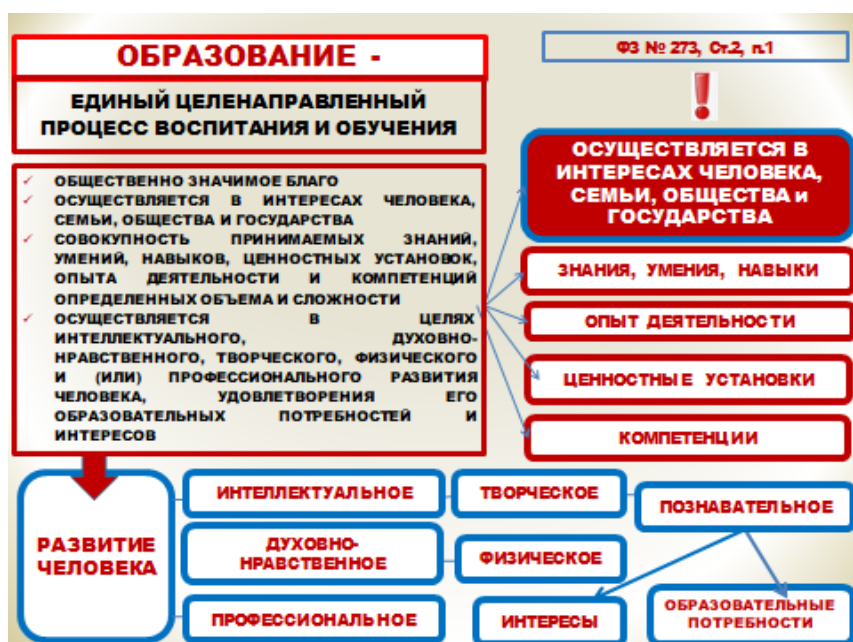 ОБРАЗОВАНИЕ -
ЕДИНЫЙ ЦЕЛЕНАПРАВЛЕННЫЙ
ПРОЦЕСС ВОСПИТАНИЯ И ОБУЧЕНИЯ
ФЗ № 273, Ст.2, п.1
ОБЩЕСТВЕННО ЗНАЧИМОЕ БЛАГО
ОСУЩЕСТВЛЯЕТСЯ В ИНТЕРЕСАХ ЧЕЛОВЕКА,
СЕМЬИ, ОБЩЕСТВА И ГОСУДАРСТВА
СОВОКУПНОСТЬ ПРИНИМАЕМЫХ ЗНАНИЙ,
УМЕНИЙ, НАВЫКОВ, ЦЕННОСТНЫХ УСТАНОВОК,
ОПЫТА ДЕЯТЕЛЬНОСТИ И КОМПЕТЕНЦИЙ
ОПРЕДЕЛЕННЫХ ОБЪЕМА И СЛОЖНОСТИ
ОСУЩЕСТВЛЯЕТСЯ В ЦЕЛЯХ
ИНТЕЛЛЕКТУАЛЬНОГО, ДУХОВНО-
НРАВСТВЕННОГО, ТВОРЧЕСКОГО, ФИЗИЧЕСКОГО
И (ИЛИ) ПРОФЕССИОНАЛЬНОГО РАЗВИТИЯ
ЧЕЛОВЕКА, УДОВЛЕТВОРЕНИЯ ЕГО
ОБРАЗОВАТЕЛЬНЫХ ПОТРЕБНОСТЕЙ И
ИНТЕРЕСОВ
ОСУЩЕСТВЛЯЕТСЯ В
ИНТЕРЕСАХ ЧЕЛОВЕКА,
СЕМЬИ, ОБЩЕСТВА и
ГОСУДАРСТВА
ЗНАНИЯ, УМЕНИЯ, НАВЫКИ
ОПЫТ ДЕЯТЕЛЬНОСТИ
ЦЕННОСТНЫЕ УСТАНОВКИ
КОМПЕТЕНЦИИ
РАЗВИТИЕ
ЧЕЛОВЕКА
ИНТЕЛЛЕКТУАЛЬНОЕ
ТВОРЧЕСКОЕ
ПОЗНАВАТЕЛЬНОЕ
ДУХОВНО-
НРАВСТВЕННОЕ
ФИЗИЧЕСКОЕ
ПРОФЕССИОНАЛЬНОЕ
ИНТЕРЕСЫ
ОБРАЗОВАТЕЛЬНЫЕ
ПОТРЕБНОСТИ